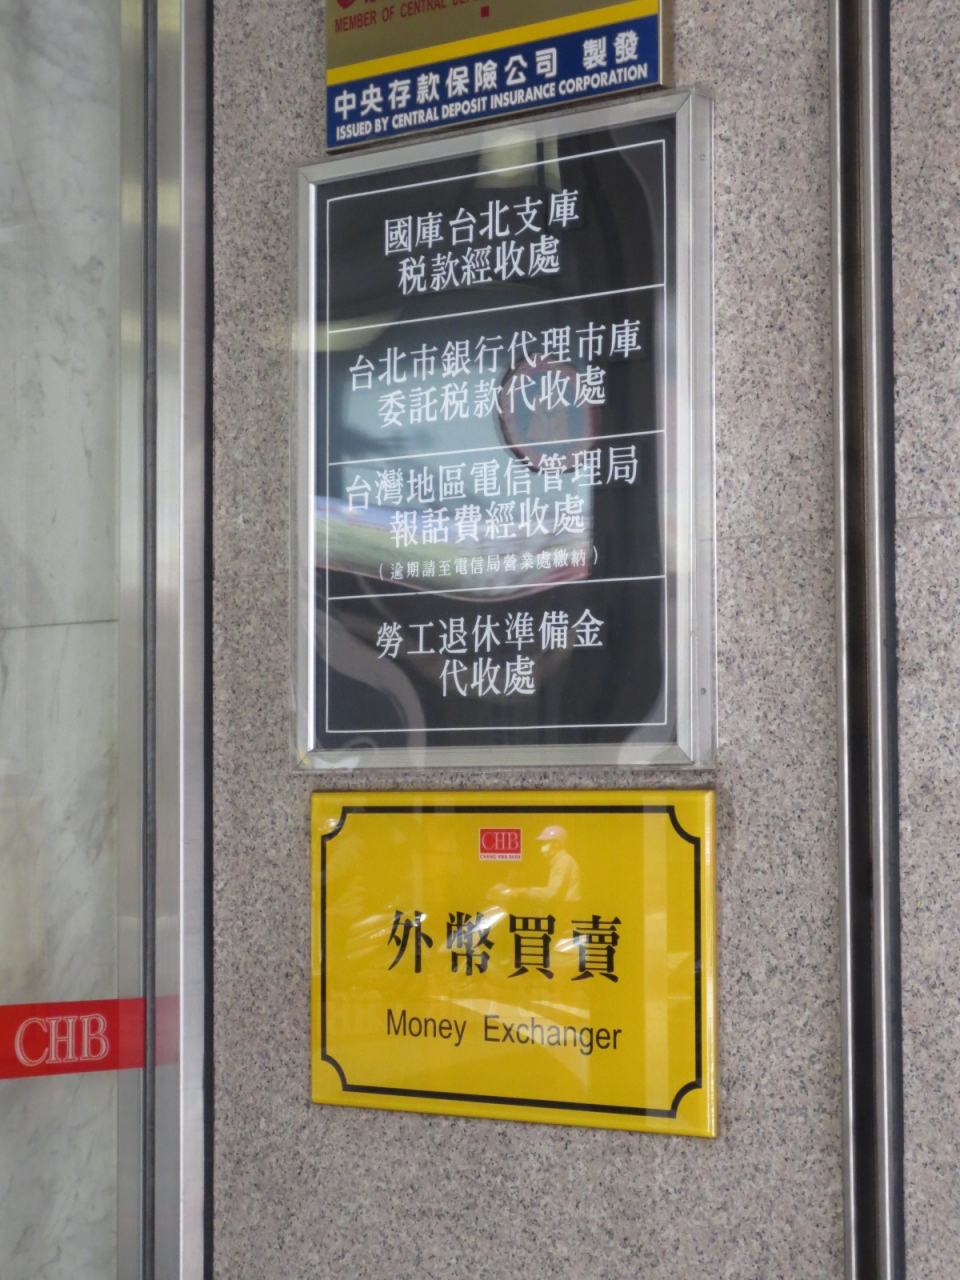 MEMBER OF CENTRAL
中央存款保險公司 製發
ISSUED BY CENTRAL DEPOSIT INSURANCE CORPORATION
國庫台北支庫
稅款經收處
台北市銀行代理市庫
委託稅款代收處
台灣地區電信管理局
報話費經收處
(逾期請至電信局營業處繳納)
勞工退休準備金
代收處
CHB
CHANG HWA BANK
外幣買賣
Money Exchanger
CHB